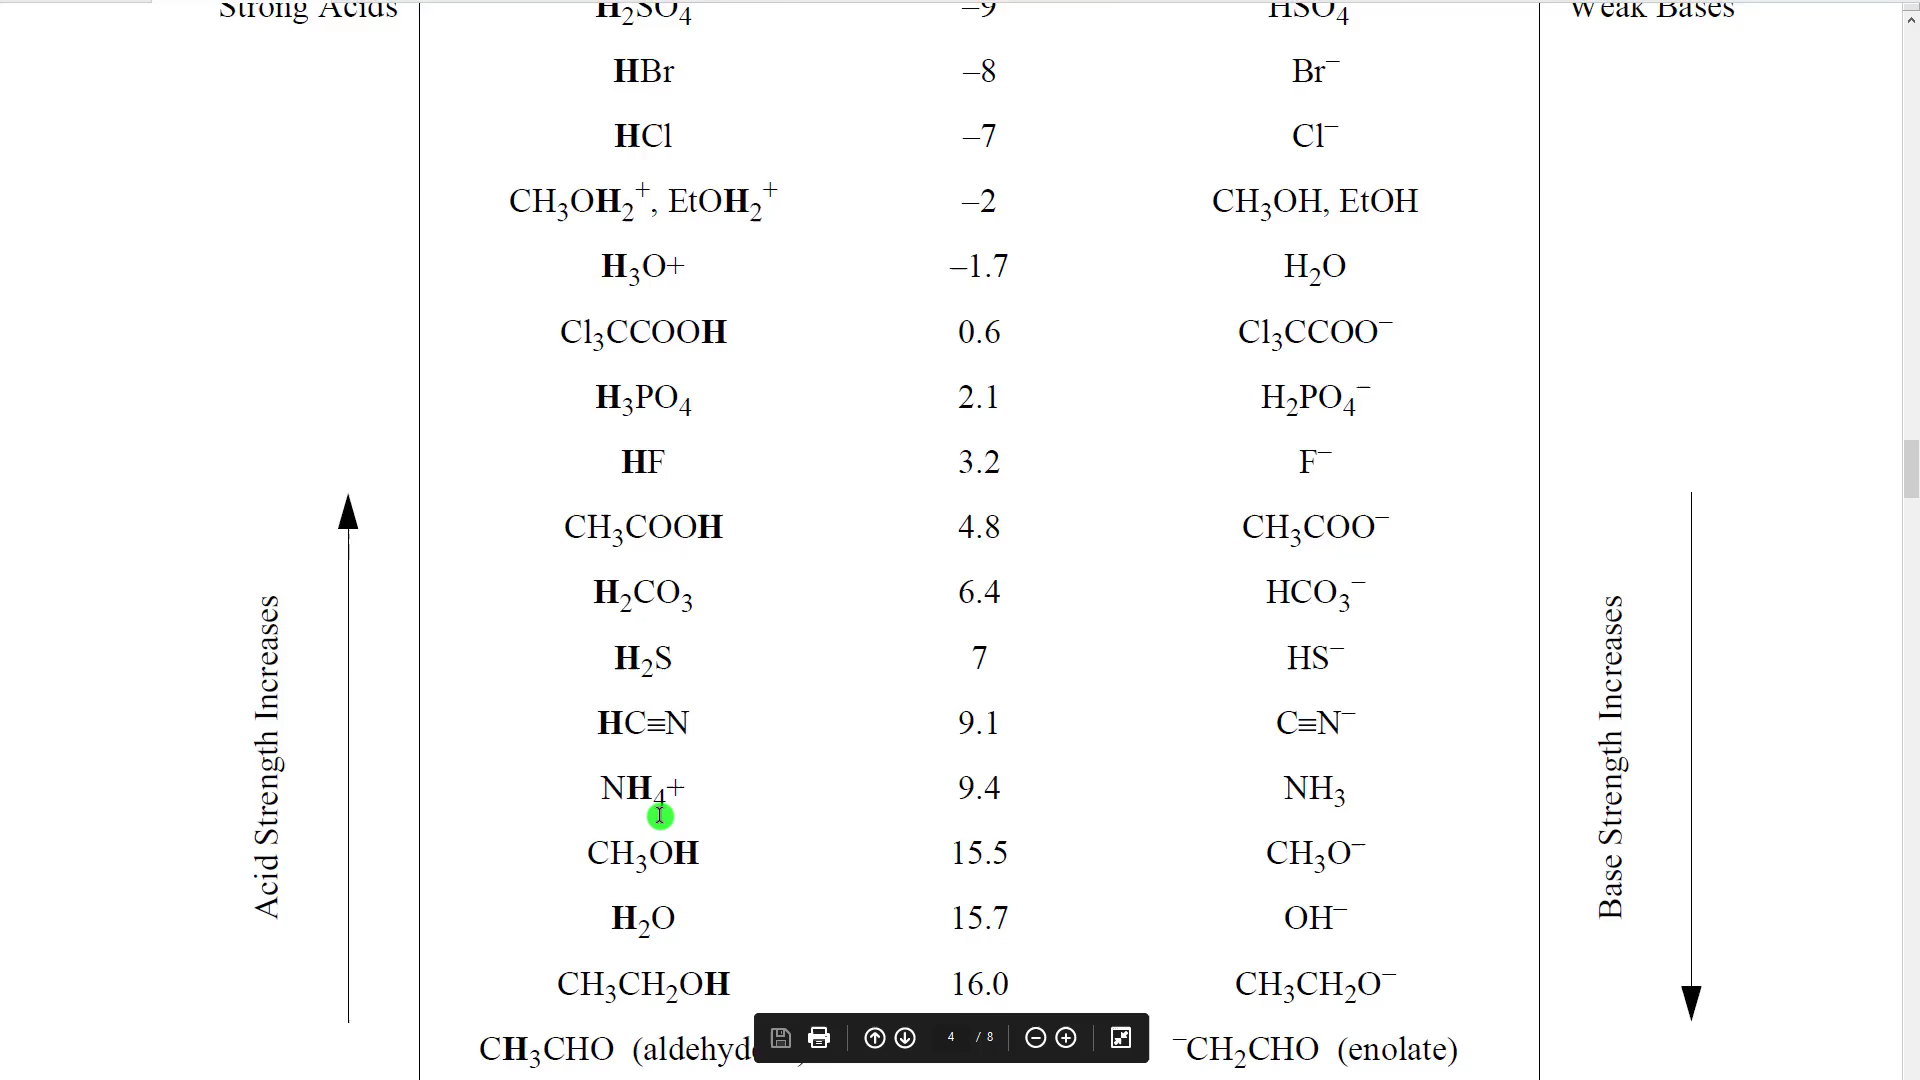 Strong Acids H₂SO₄ –9 HSO₄ Weak Bases
HBr –8 Br⁻
HCl –7 Cl⁻
CH₃OH₂⁺, EtOH₂⁺ –2 CH₃OH, EtOH
H₃O+ –1.7 H₂O
Cl₃CCOOH 0.6 Cl₃CCOO⁻
H₃PO₄ 2.1 H₂PO₄⁻
HF 3.2 F⁻
CH₃COOH 4.8 CH₃COO⁻
H₂CO₃ 6.4 HCO₃⁻
H₂S 7 HS⁻
HC≡N 9.1 C≡N⁻
NH₄+ 9.4 NH₃
CH₃OH 15.5 CH₃O⁻
H₂O 15.7 OH⁻
CH₃CH₂OH 16.0 CH₃CH₂O⁻
CH₃CHO ⁻CH₂CHO (enolate)
Acid Strength Increases
Base Strength Increases
4 / 8